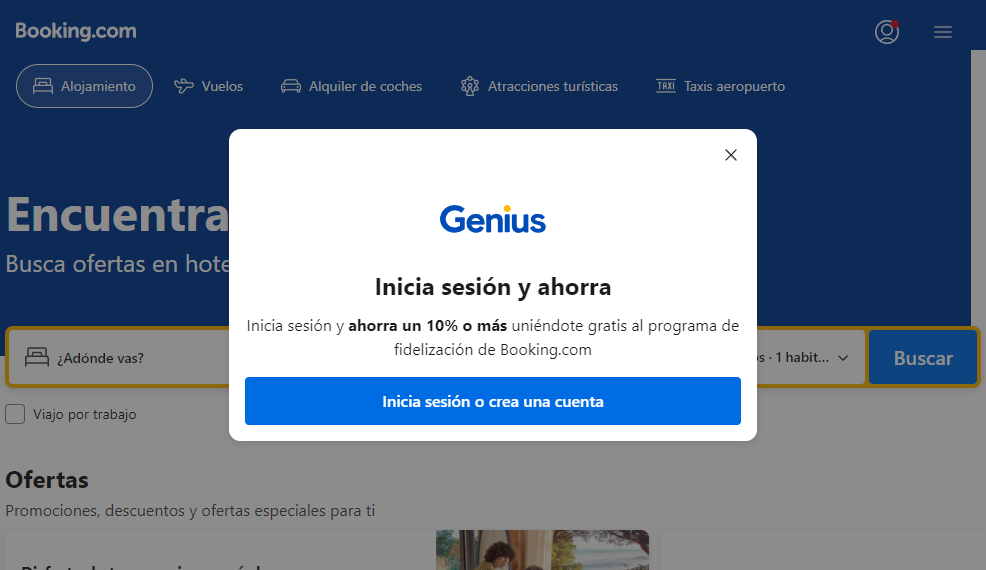 Booking.com
Alojamiento
Vuelos
Alquiler de coches
Atracciones turísticas
TAXI Taxis aeropuerto
Encuentra
Busca ofertas en hote
Genius
Inicia sesión y ahorra
Inicia sesión y ahorra un 10% o más uniéndote gratis al programa de
fidelización de Booking.com
Inicia sesión o crea una cuenta
¿Adónde vas?
os · 1 habit...
Buscar
Viajo por trabajo
Ofertas
Promociones, descuentos y ofertas especiales para ti